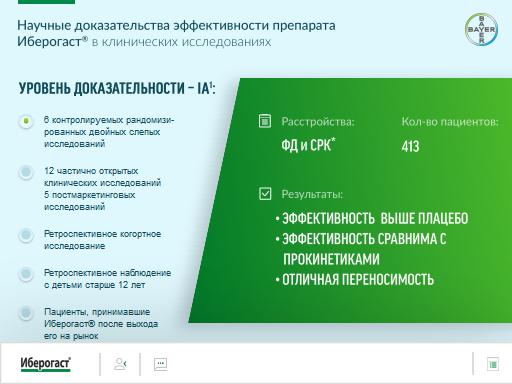 Научные доказательства эффективности препарата
Иберогаст® в клинических исследованиях
BAYER
BAYER
УРОВЕНЬ ДОКАЗАТЕЛЬНОСТИ – IA¹:
6 контролируемых рандомизи-
рованных двойных слепых
исследований
12 частично открытых
клинических исследований
5 постмаркетинговых
исследований
Ретроспективное когортное
исследование
Ретроспективное наблюдение
с детьми старше 12 лет
Пациенты, принимавшие
Иберогаст® после выхода
его на рынок
Расстройства:
ФД и СРК*
Кол-во пациентов:
413
Результаты:
• ЭФФЕКТИВНОСТЬ ВЫШЕ ПЛАЦЕБО
• ЭФФЕКТИВНОСТЬ СРАВНИМА С
ПРОКИНЕТИКАМИ
• ОТЛИЧНАЯ ПЕРЕНОСИМОСТЬ
Иберогаст®